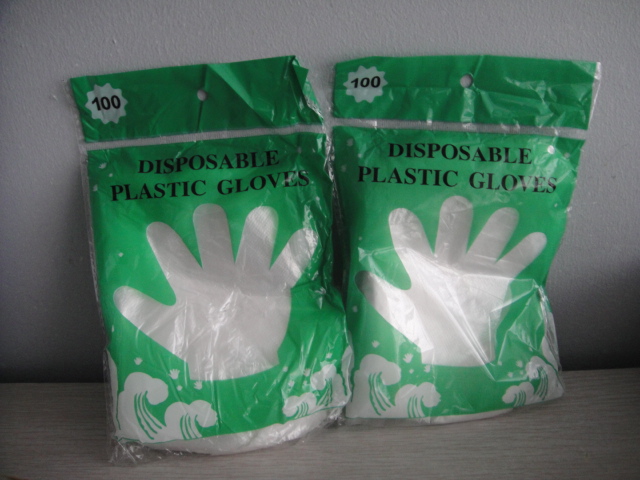 100
DISPOSABLE
PLASTIC GLOVES
100
DISPOSABLE
PLASTIC GLOVES